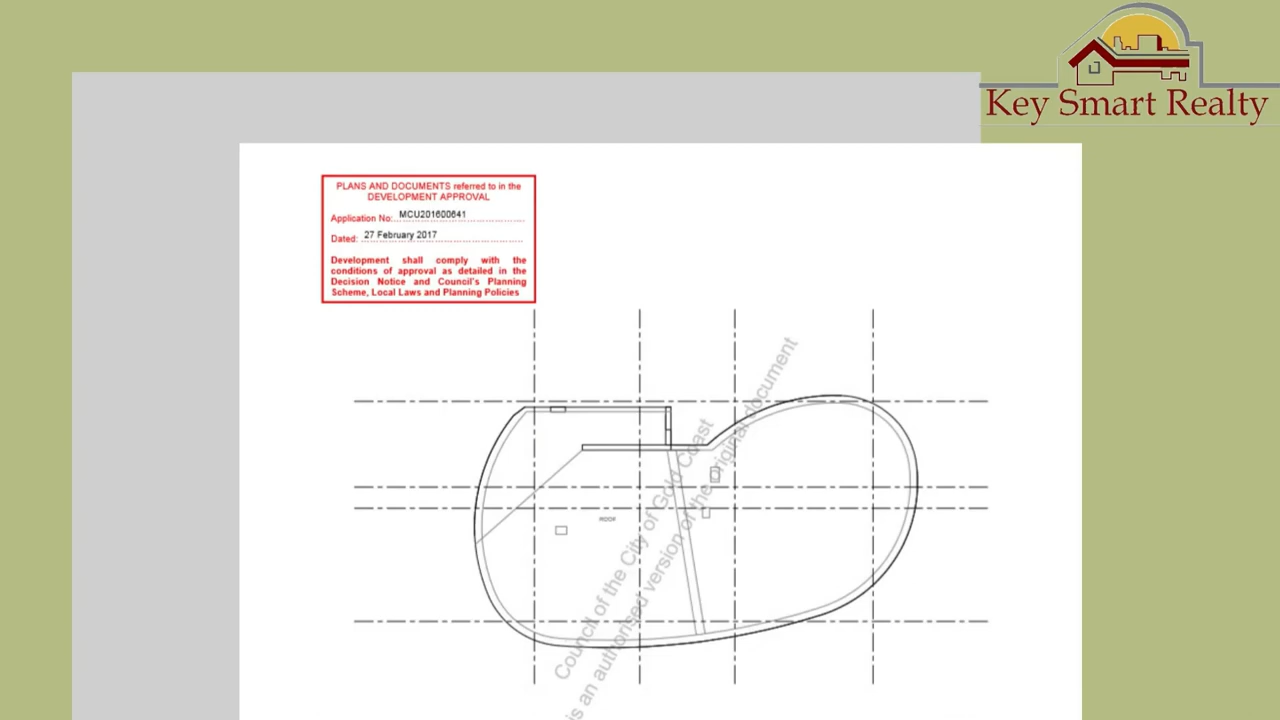 Key Smart Realty
PLANS AND DOCUMENTS referred to in the
DEVELOPMENT APPROVAL
Application No: MCU201600641
Dated: 27 February 2017
Development shall comply with the
conditions of approval as detailed in the
Decision Notice and Council's Planning
Scheme, Local Laws and Planning Policies
ROOF
Council of the City of Gold Coast
is an authorised version of the original document